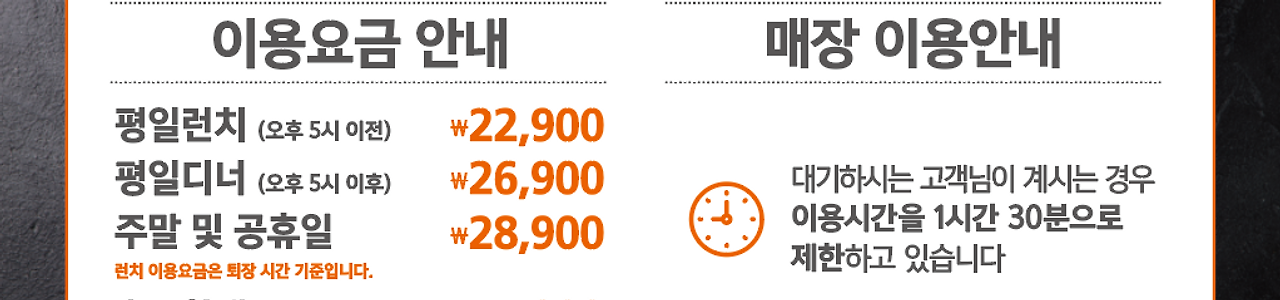 이용요금 안내
평일런치 (오후 5시 이전) ₩22,900
평일디너 (오후 5시 이후) ₩26,900
주말 및 공휴일 ₩28,900
런치 이용요금은 퇴장 시간 기준입니다.
매장 이용안내
대기하시는 고객님이 계시는 경우
이용시간을 1시간 30분으로
제한하고 있습니다